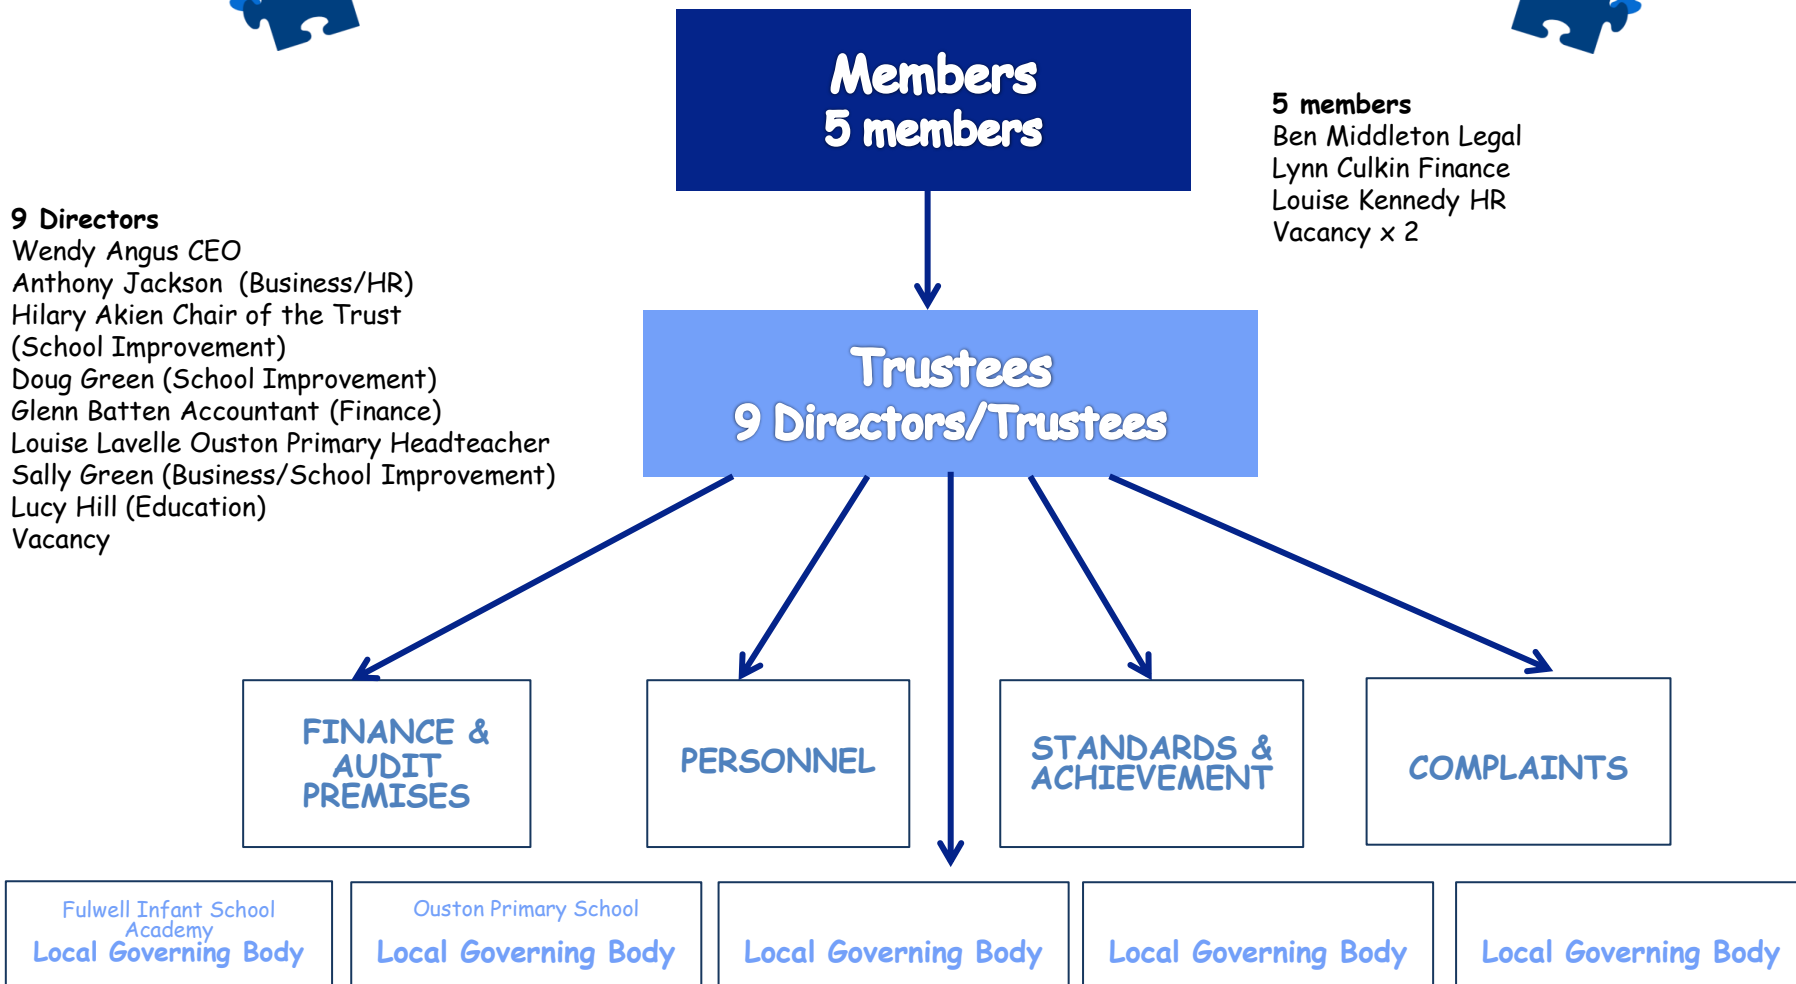 Members
5 members
5 members
Ben Middleton Legal
Lynn Culkin Finance
Louise Kennedy HR
Vacancy x 2
9 Directors
Wendy Angus CEO
Anthony Jackson (Business/HR)
Hilary Akien Chair of the Trust
(School Improvement)
Doug Green (School Improvement)
Glenn Batten Accountant (Finance)
Louise Lavelle Ouston Primary Headteacher
Sally Green (Business/School Improvement)
Lucy Hill (Education)
Vacancy
Trustees
9 Directors/Trustees
FINANCE &
AUDIT
PREMISES
PERSONNEL
STANDARDS &
ACHIEVEMENT
COMPLAINTS
Fulwell Infant School
Academy
Local Governing Body
Ouston Primary School
Local Governing Body
Local Governing Body
Local Governing Body
Local Governing Body